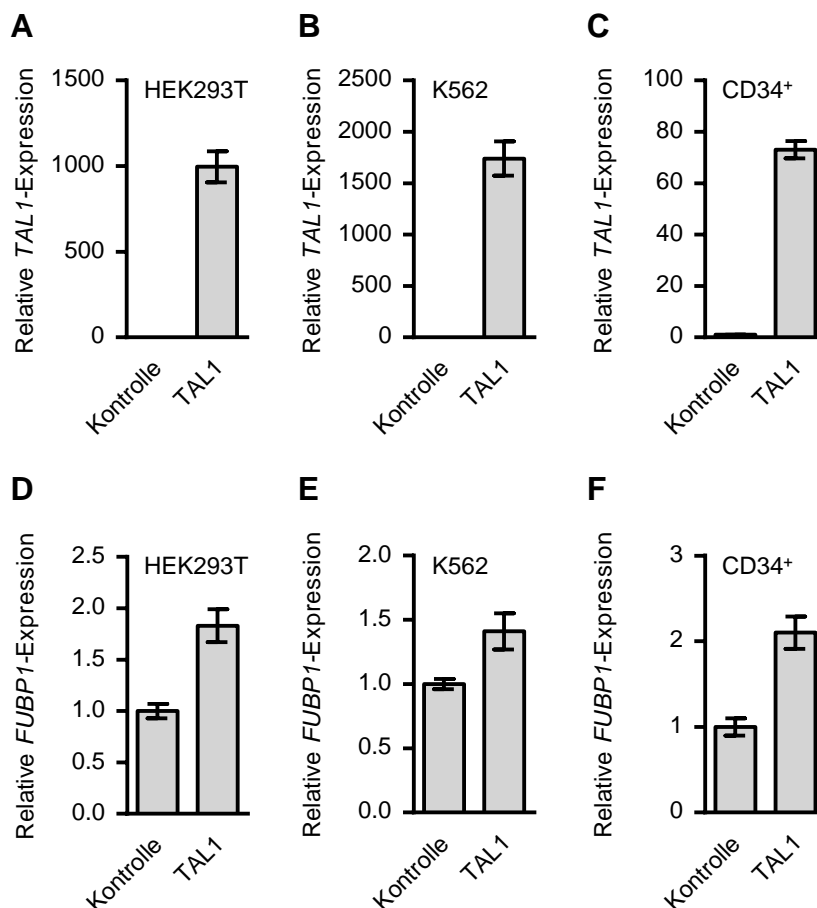 A
Relative TAL1-Expression
1500
1000
500
0
HEK293T
Kontrolle
TAL1
B
Relative TAL1-Expression
2500
2000
1500
1000
500
0
K562
Kontrolle
TAL1
C
Relative TAL1-Expression
100
80
60
40
20
0
CD34⁺
Kontrolle
TAL1
D
Relative FUBP1-Expression
2.5
2.0
1.5
1.0
0.5
0.0
HEK293T
Kontrolle
TAL1
E
Relative FUBP1-Expression
2.0
1.5
1.0
0.5
0.0
K562
Kontrolle
TAL1
F
Relative FUBP1-Expression
3
2
1
0
CD34⁺
Kontrolle
TAL1